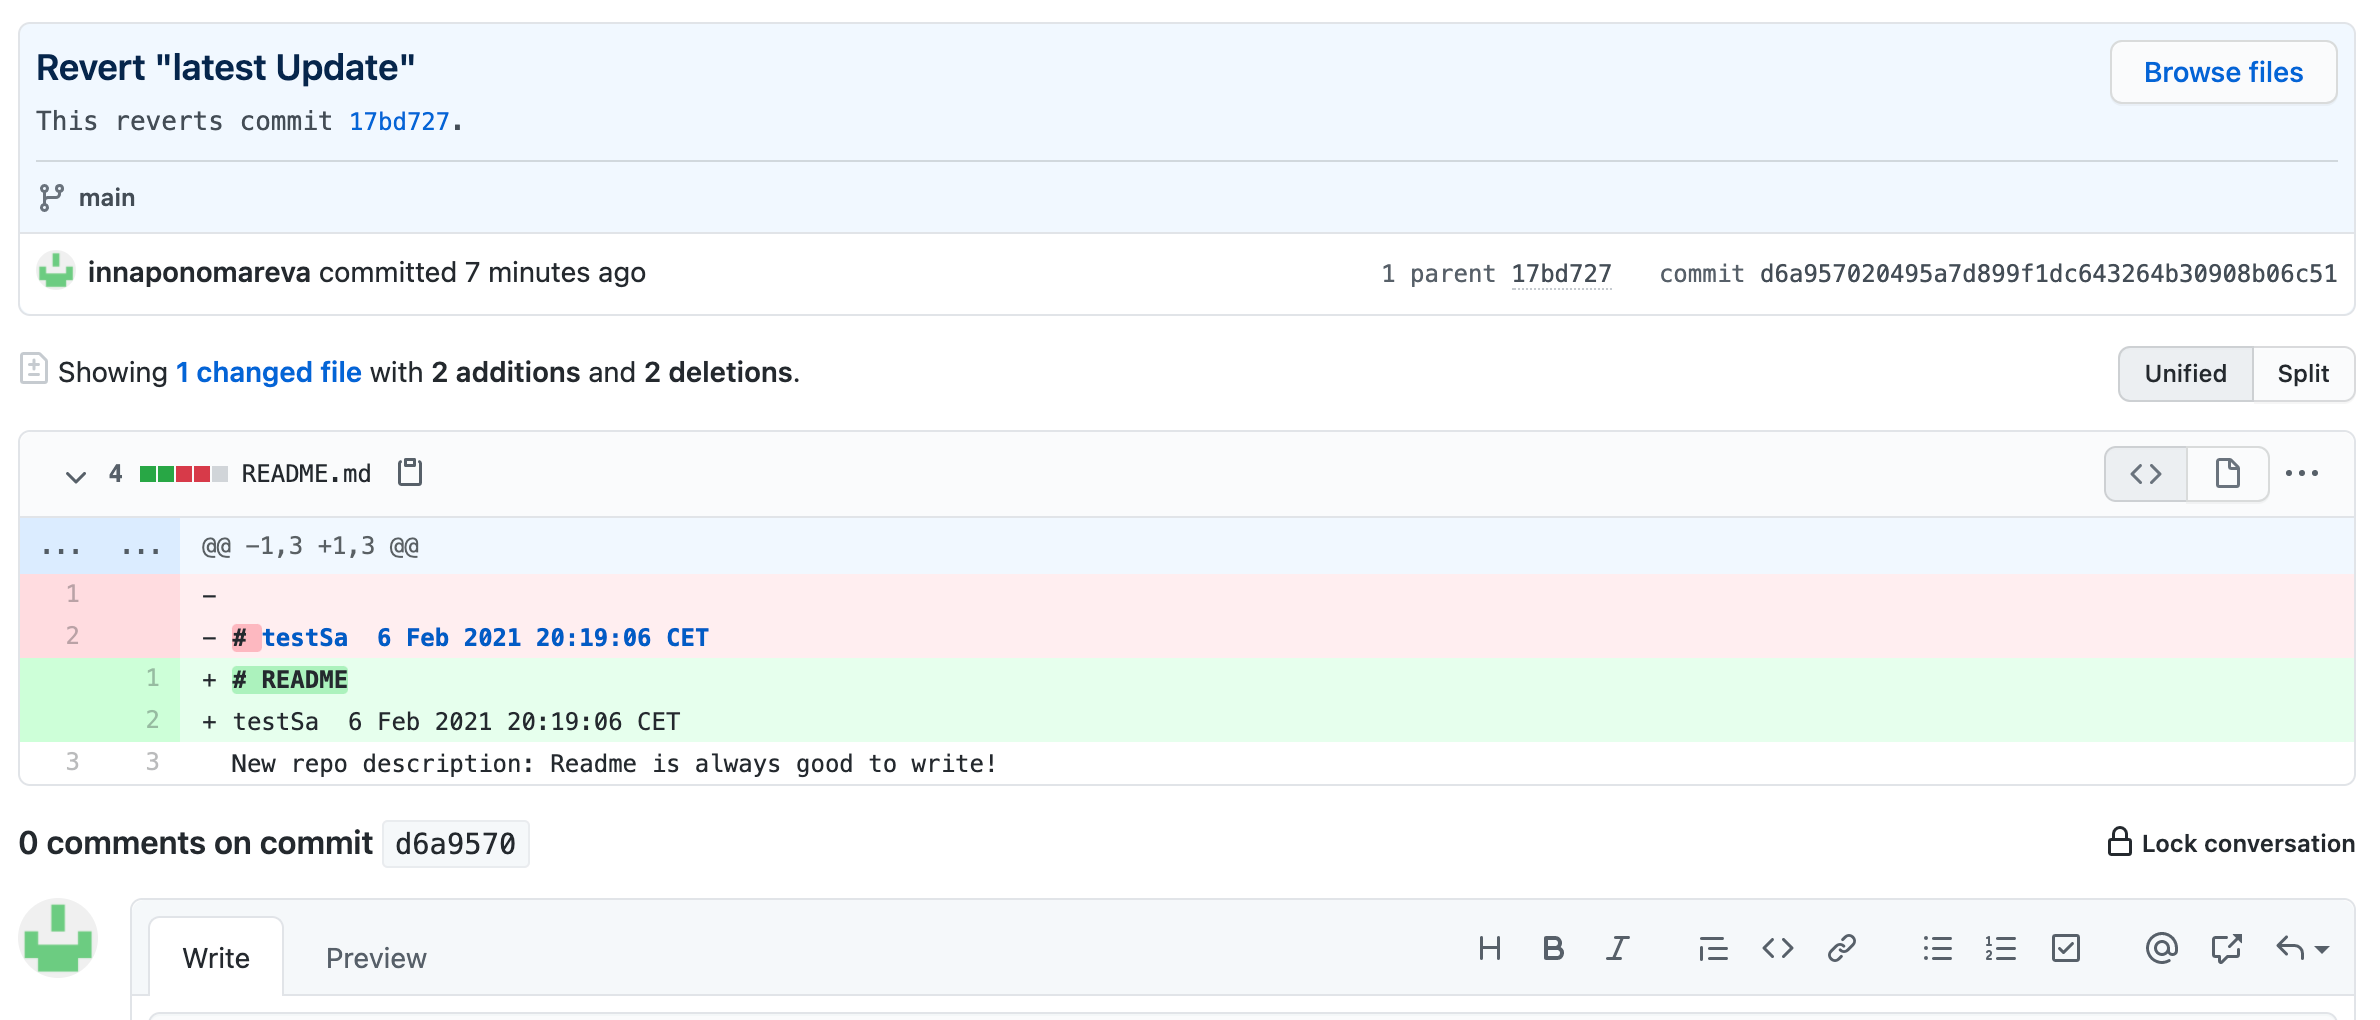 Revert "latest Update"
Browse files
This reverts commit 17bd727.
main
innaponomareva committed 7 minutes ago
1 parent 17bd727 commit d6a957020495a7d899f1dc643264b30908b06c51
Showing 1 changed file with 2 additions and 2 deletions.
Unified Split
4 README.md
... ... @@ -1,3 +1,3 @@
1 -
2 - # testSa  6 Feb 2021 20:19:06 CET
1 + # README
2 + testSa  6 Feb 2021 20:19:06 CET
3 3 New repo description: Readme is always good to write!
0 comments on commit d6a9570
Lock conversation
Write Preview